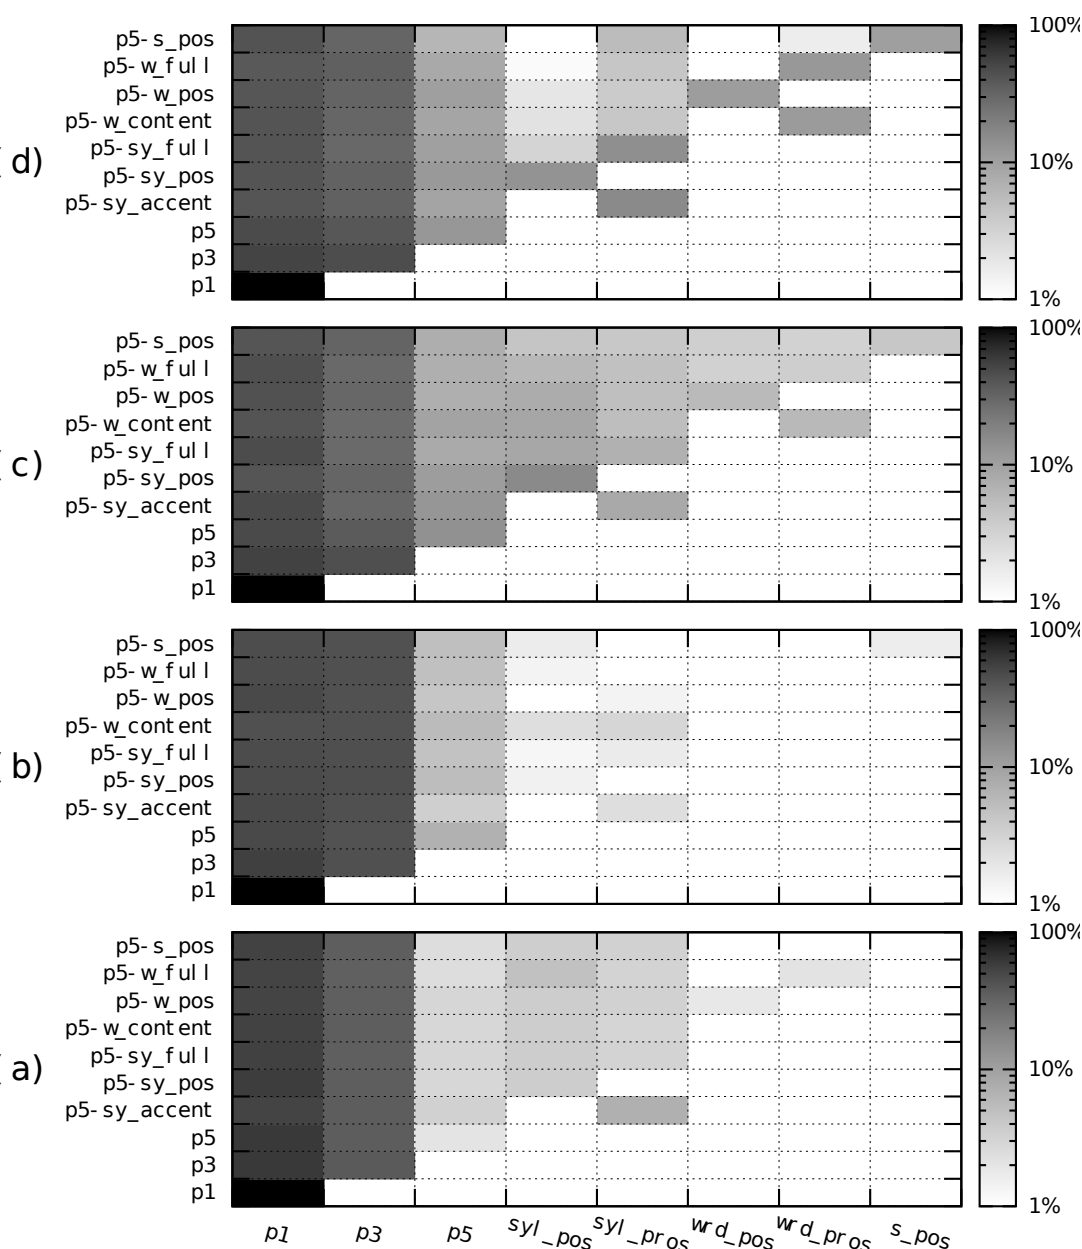 p5-s_pos
p5-w_full
p5-w_pos
p5-w_content
p5-sy_full
p5-sy_pos
p5-sy_accent
p5
p3
p1
d)
100%
10%
1%
p5-s_pos
p5-w_full
p5-w_pos
p5-w_content
p5-sy_full
p5-sy_pos
p5-sy_accent
p5
p3
p1
c)
100%
10%
1%
p5-s_pos
p5-w_full
p5-w_pos
p5-w_content
p5-sy_full
p5-sy_pos
p5-sy_accent
p5
p3
p1
b)
100%
10%
1%
p5-s_pos
p5-w_full
p5-w_pos
p5-w_content
p5-sy_full
p5-sy_pos
p5-sy_accent
p5
p3
p1
a)
100%
10%
1%
p1 p3 p5 syl_pos syl_pros wrd_pos wrd_pros s_pos